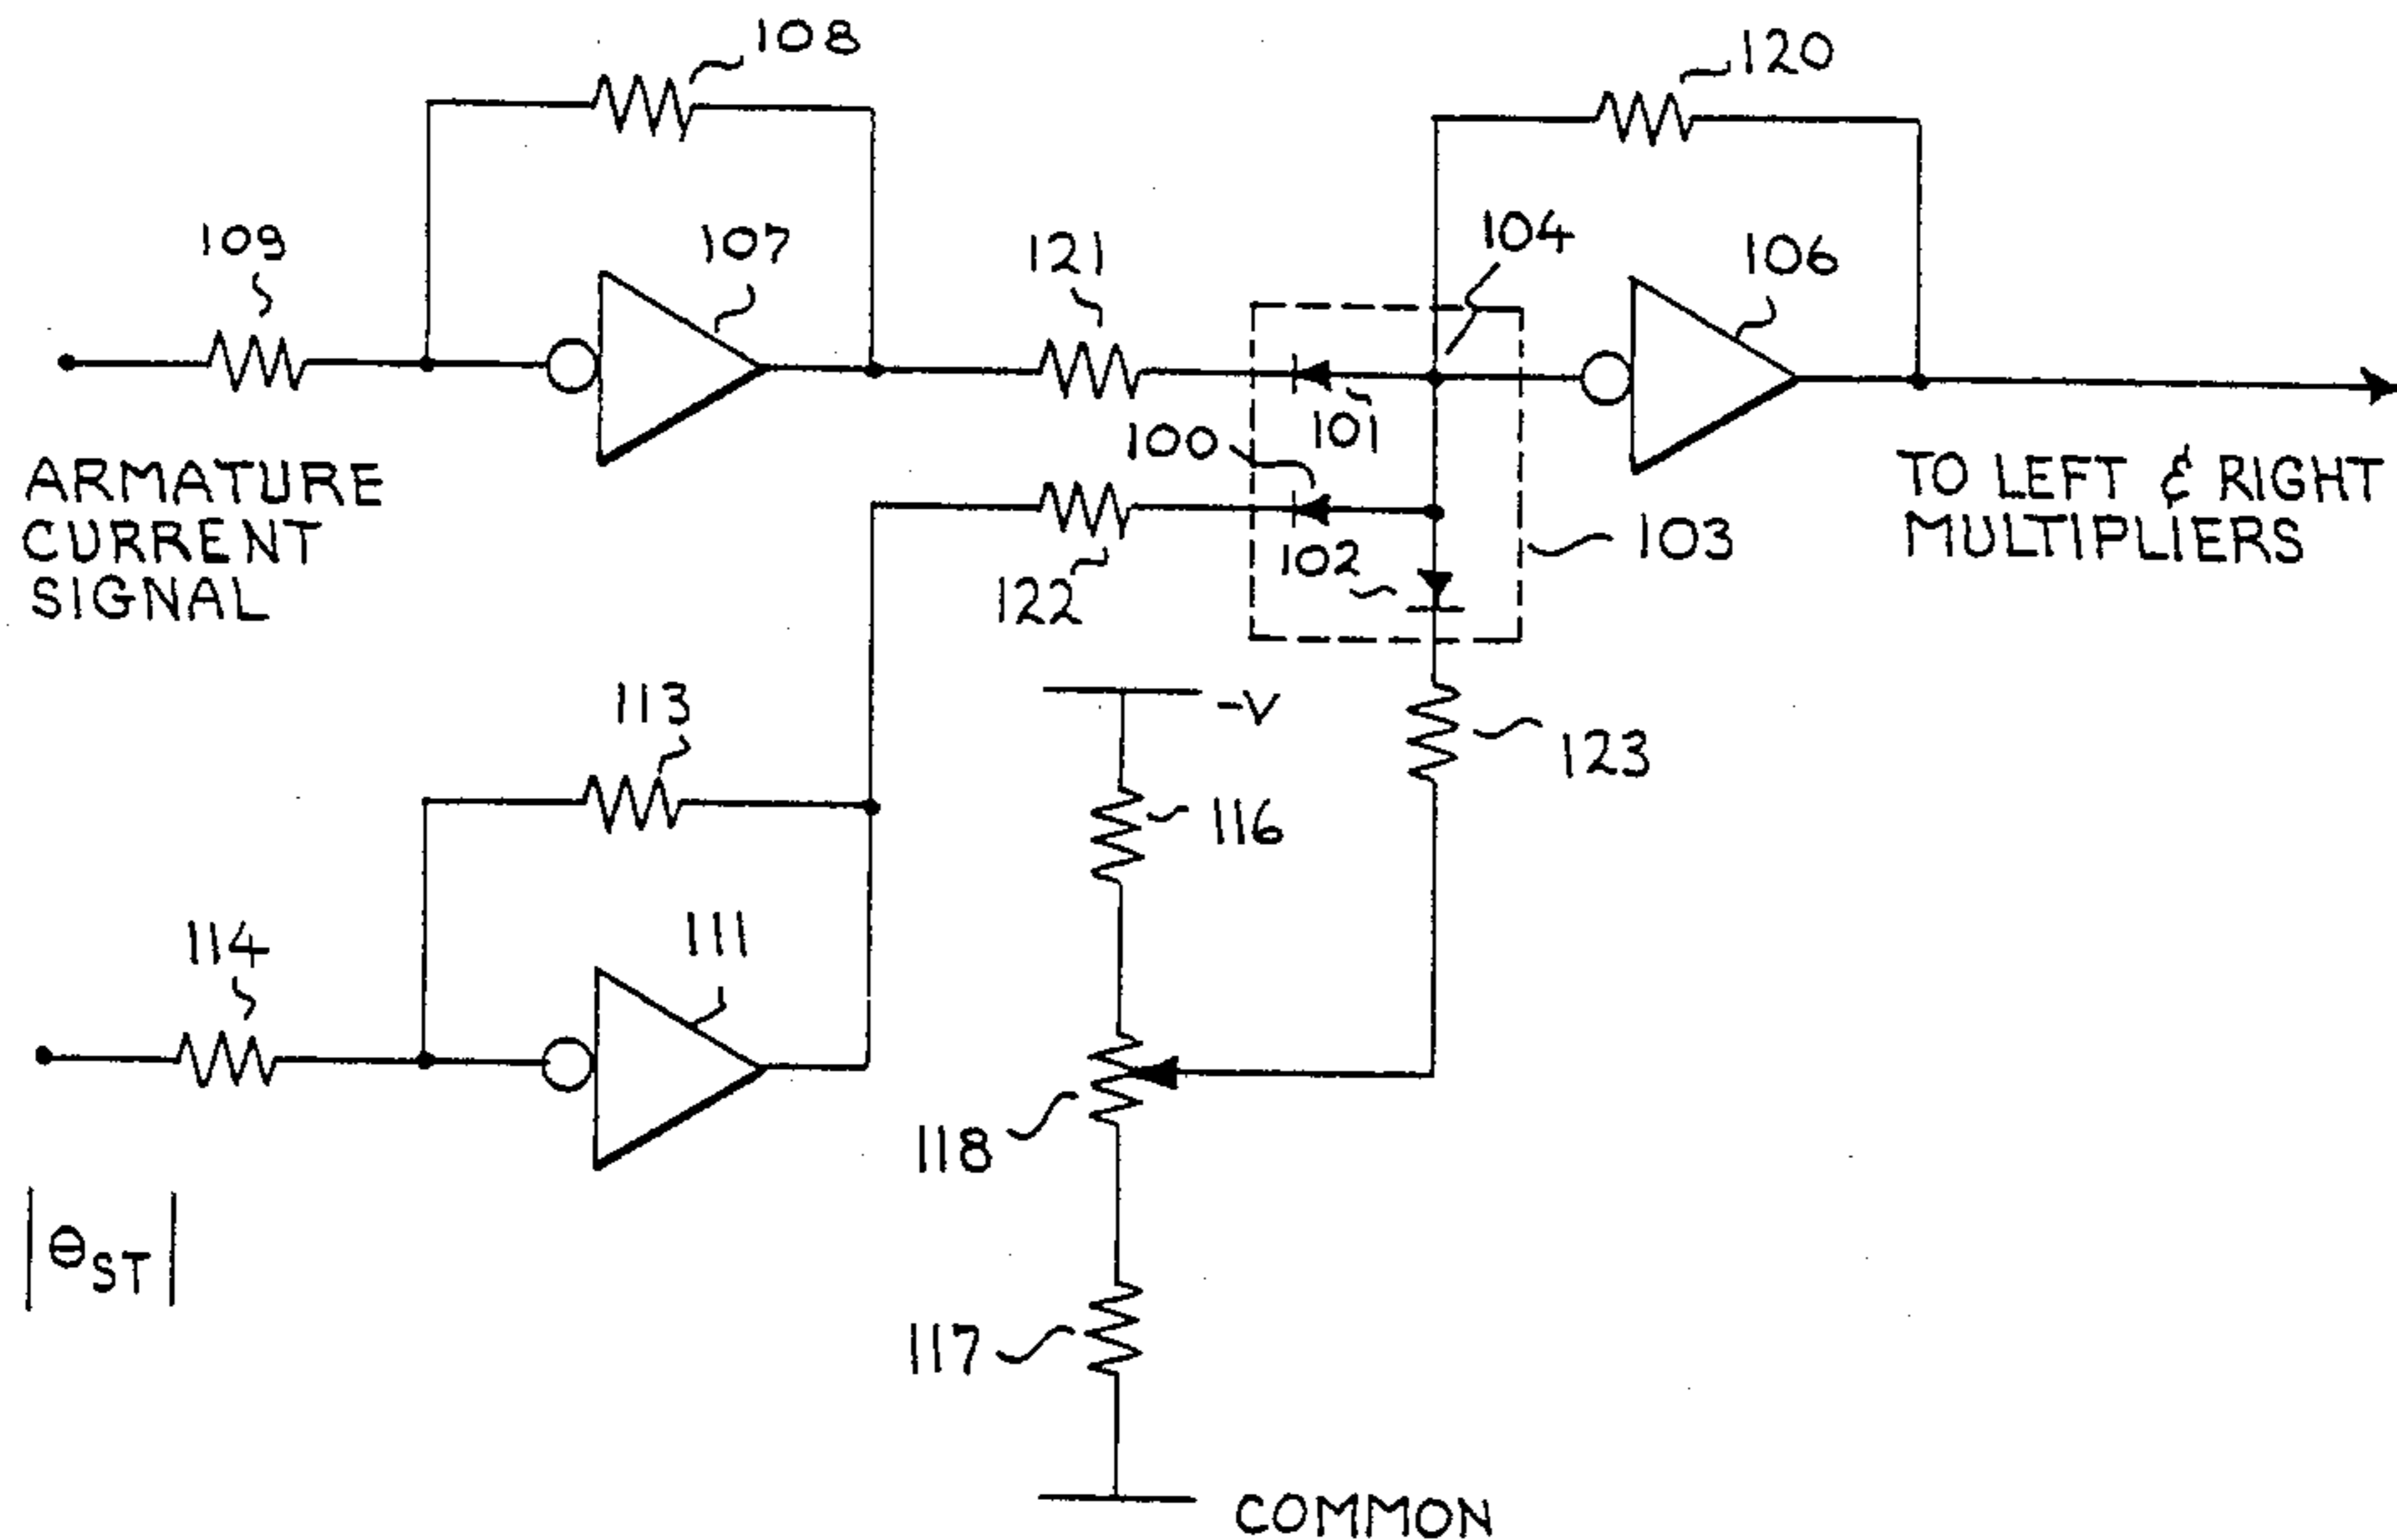 108
120
109
107
121
104
106
101
100
ARMATURE
CURRENT
SIGNAL
TO LEFT & RIGHT
MULTIPLIERS
103
102
122
-V
113
123
116
114
111
118
|θST|
117
COMMON